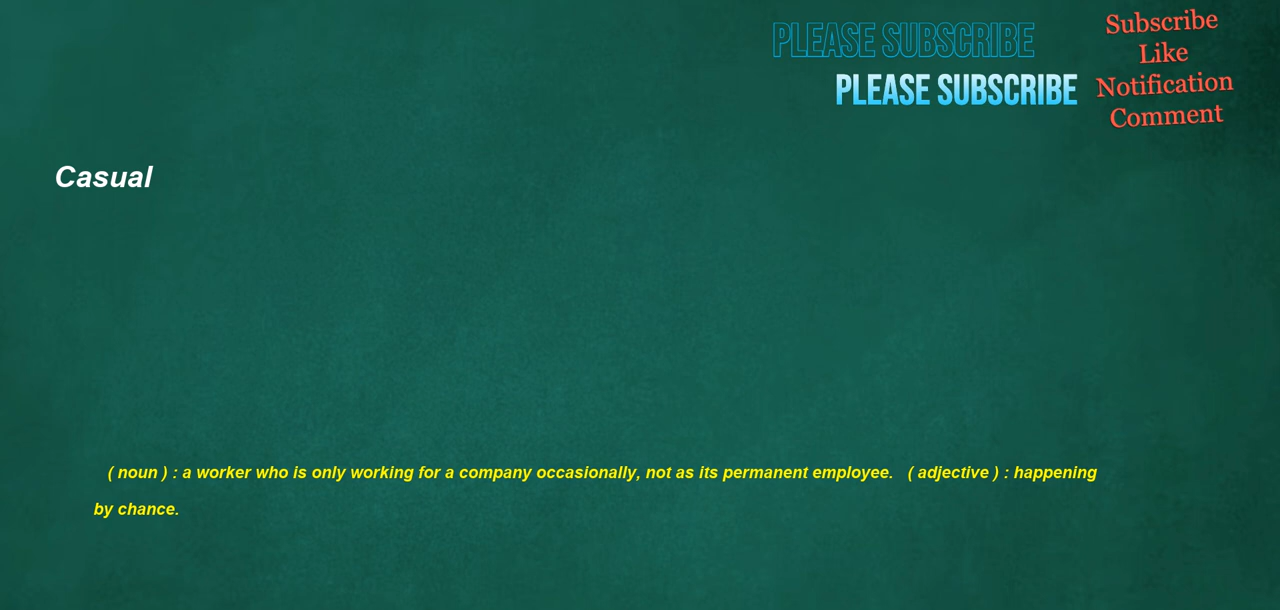 PLEASE SUBSCRIBE
PLEASE SUBSCRIBE
Subscribe
Like
Notification
Comment
Casual
( noun ) : a worker who is only working for a company occasionally, not as its permanent employee. ( adjective ) : happening
by chance.